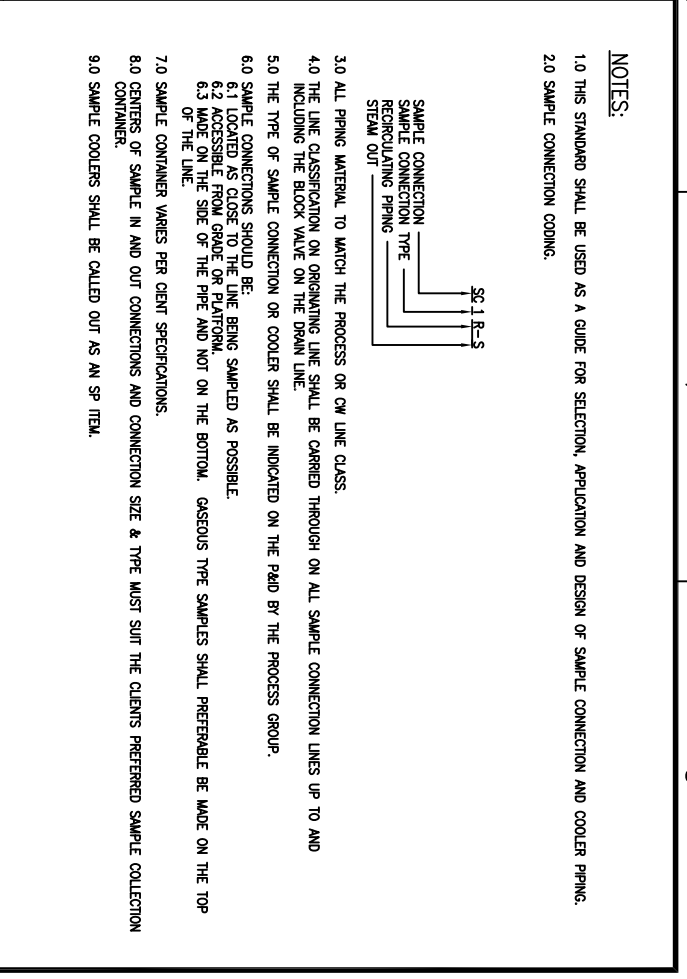 NOTES:
1.0 THIS STANDARD SHALL BE USED AS A GUIDE FOR SELECTION, APPLICATION AND DESIGN OF SAMPLE CONNECTION AND COOLER PIPING.
2.0 SAMPLE CONNECTION CODING.
SC 1 R-S
SAMPLE CONNECTION
SAMPLE CONNECTION TYPE
RECIRCULATING PIPING
STEAM OUT
3.0 ALL PIPING MATERIAL TO MATCH THE PROCESS OR CW LINE CLASS.
4.0 THE LINE CLASSIFICATION ON ORIGINATING LINE SHALL BE CARRIED THROUGH ON ALL SAMPLE CONNECTION LINES UP TO AND
INCLUDING THE BLOCK VALVE ON THE DRAIN LINE.
5.0 THE TYPE OF SAMPLE CONNECTION OR COOLER SHALL BE INDICATED ON THE P&ID BY THE PROCESS GROUP.
6.0 SAMPLE CONNECTIONS SHOULD BE:
6.1 LOCATED AS CLOSE TO THE LINE BEING SAMPLED AS POSSIBLE.
6.2 ACCESSIBLE FROM GRADE OR PLATFORM.
6.3 MADE ON THE SIDE OF THE PIPE AND NOT ON THE BOTTOM. GASEOUS TYPE SAMPLES SHALL PREFERABLE BE MADE ON THE TOP
OF THE LINE.
7.0 SAMPLE CONTAINER VARIES PER CIENT SPECIFICATIONS.
8.0 CENTERS OF SAMPLE IN AND OUT CONNECTIONS AND CONNECTION SIZE & TYPE MUST SUIT THE CLIENTS PREFERRED SAMPLE COLLECTION
CONTAINER.
9.0 SAMPLE COOLERS SHALL BE CALLED OUT AS AN SP ITEM.